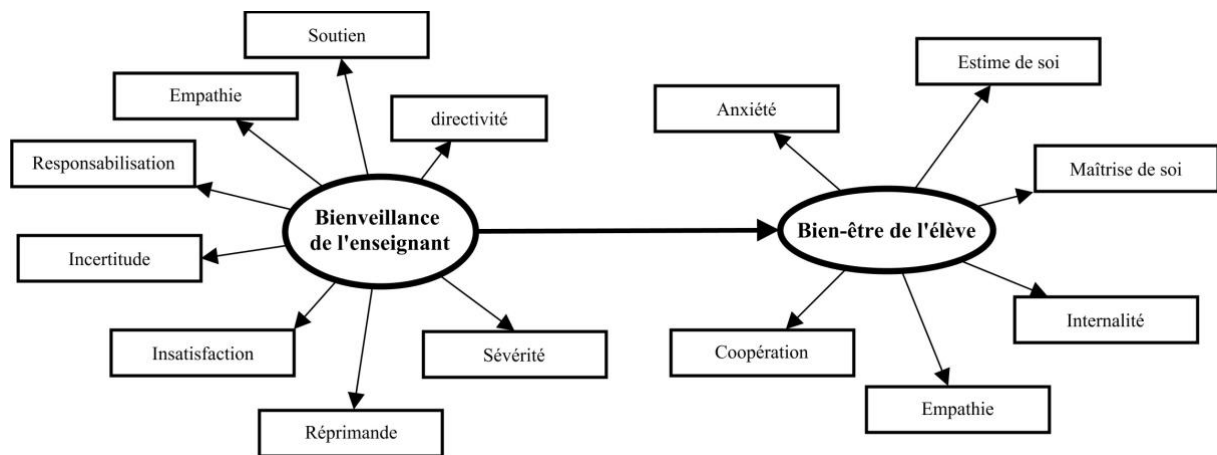 Soutien
Empathie
directivité
Responsabilisation
Bienveillance
de l'enseignant
Incertitude
Insatisfaction
Sévérité
Réprimande
Estime de soi
Anxiété
Maîtrise de soi
Bien-être de l'élève
Internalité
Coopération
Empathie